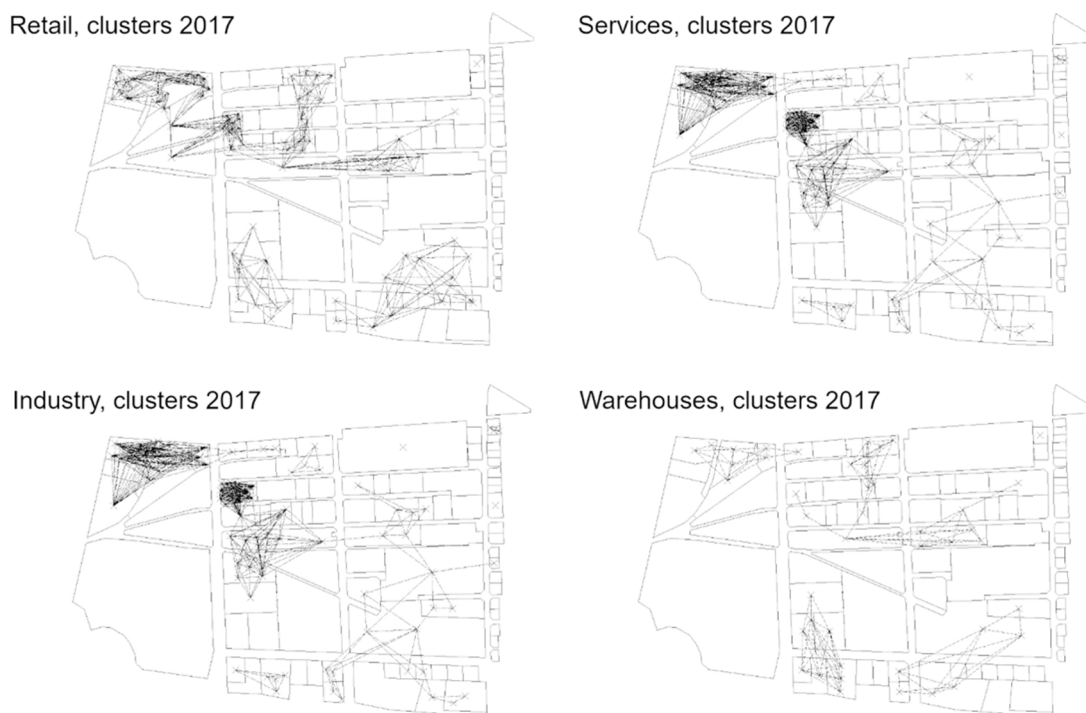 Retail, clusters 2017
Services, clusters 2017
Industry, clusters 2017
Warehouses, clusters 2017